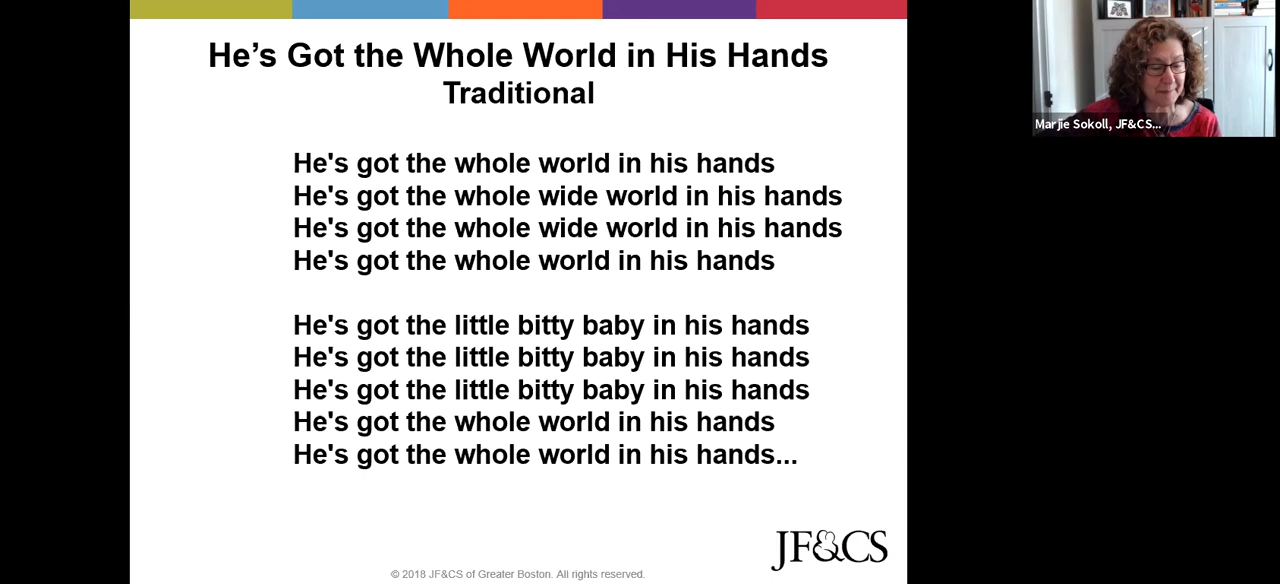 He’s Got the Whole World in His Hands
Traditional
He's got the whole world in his hands
He's got the whole wide world in his hands
He's got the whole wide world in his hands
He's got the whole world in his hands
He's got the little bitty baby in his hands
He's got the little bitty baby in his hands
He's got the little bitty baby in his hands
He's got the whole world in his hands
He's got the whole world in his hands...
JF&CS
© 2018 JF&CS of Greater Boston. All rights reserved.
Marjie Sokoll, JF&CS...